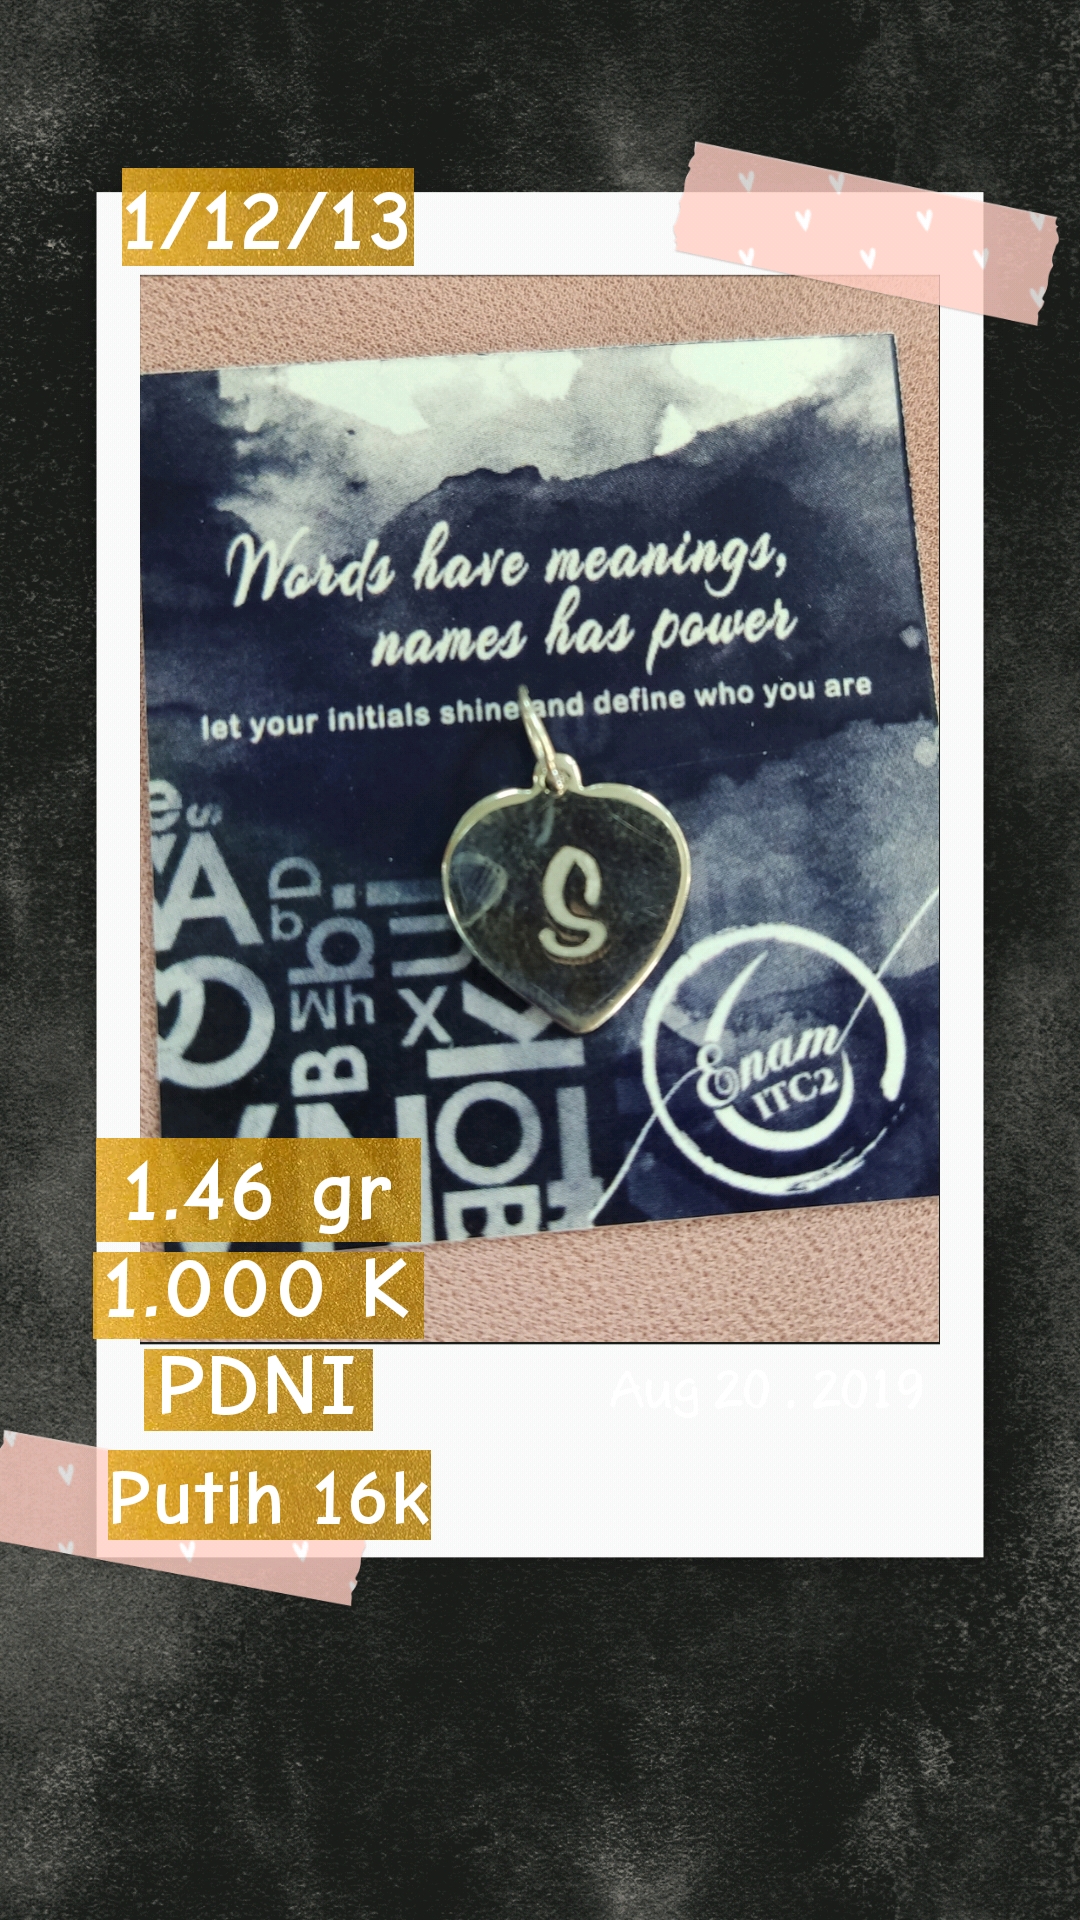 1/12/13
Words have meanings,
names has power
let your initials shine and define who you are
S
Enam
ITC2
1.46 gr
1.000 K
PDNI
Aug 20 . 2019
Putih 16k